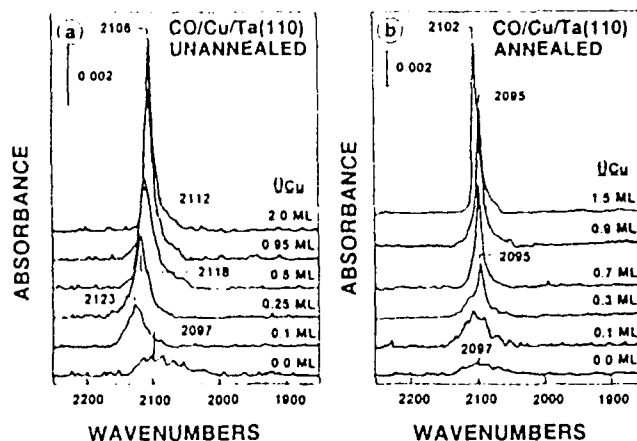 (a) CO/Cu/Ta(110)
UNANNEALED
2106
0.002
2112
2118
2123
2097
θCu
2.0 ML
0.95 ML
0.5 ML
0.25 ML
0.1 ML
0.0 ML
ABSORBANCE
2200 2100 2000 1900
WAVENUMBERS
(b) CO/Cu/Ta(110)
ANNEALED
2102
0.002
2095
2095
2097
θCu
1.5 ML
0.9 ML
0.7 ML
0.3 ML
0.1 ML
0.0 ML
ABSORBANCE
2200 2100 2000 1900
WAVENUMBERS